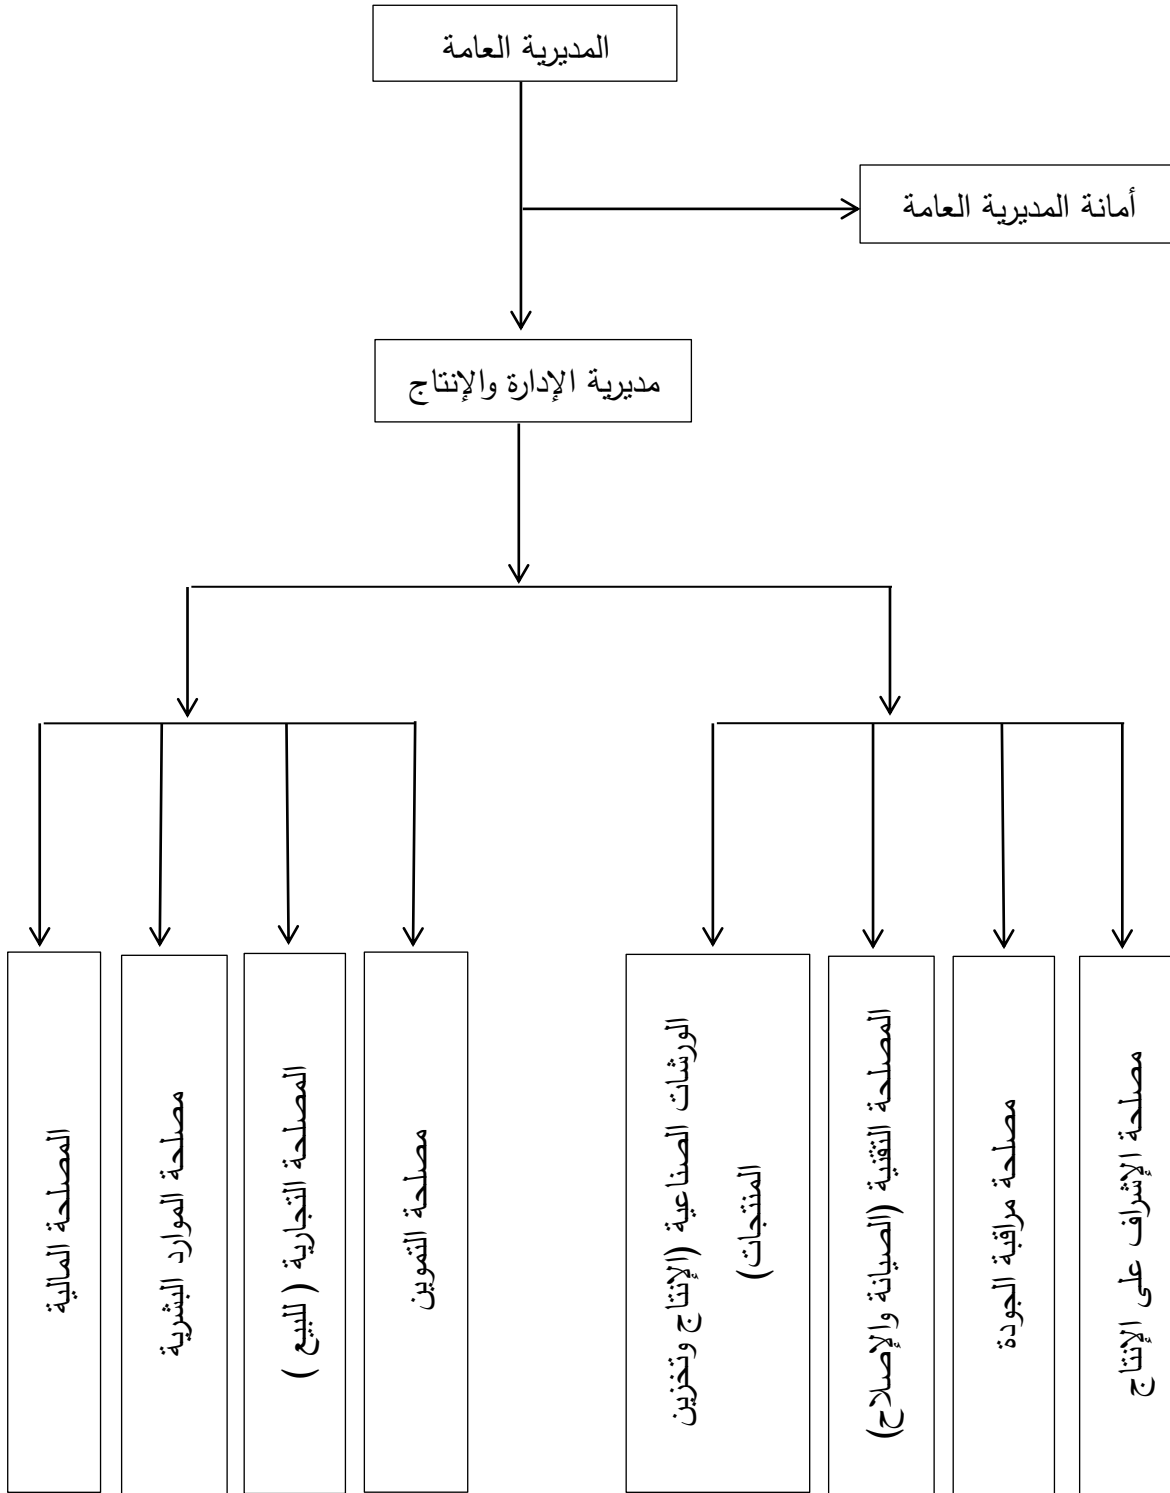 المديرية العامة
أمانة المديرية العامة
مديرية الإدارة والإنتاج
مصلحة الإشراف على الإنتاج
مصلحة مراقبة الجودة
المصلحة التقنية (الصيانة والإصلاح)
الورشات الصناعية (الإنتاج وتخزين
المنتجات)
مصلحة التموين
المصلحة التجارية ( للبيع )
مصلحة الموارد البشرية
المصلحة المالية